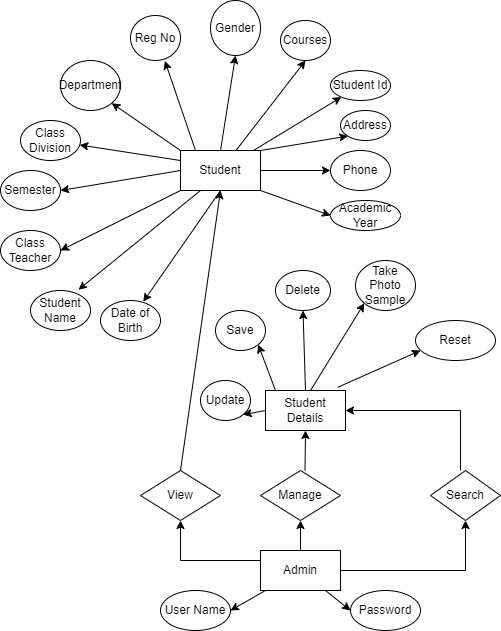 Gender
Reg No
Courses
Department
Student Id
Address
Class
Division
Student
Phone
Semester
Academic
Year
Class
Teacher
Student
Name
Date of
Birth
Take
Photo
Sample
Delete
Save
Reset
Update
Student
Details
View
Manage
Search
Admin
User Name
Password